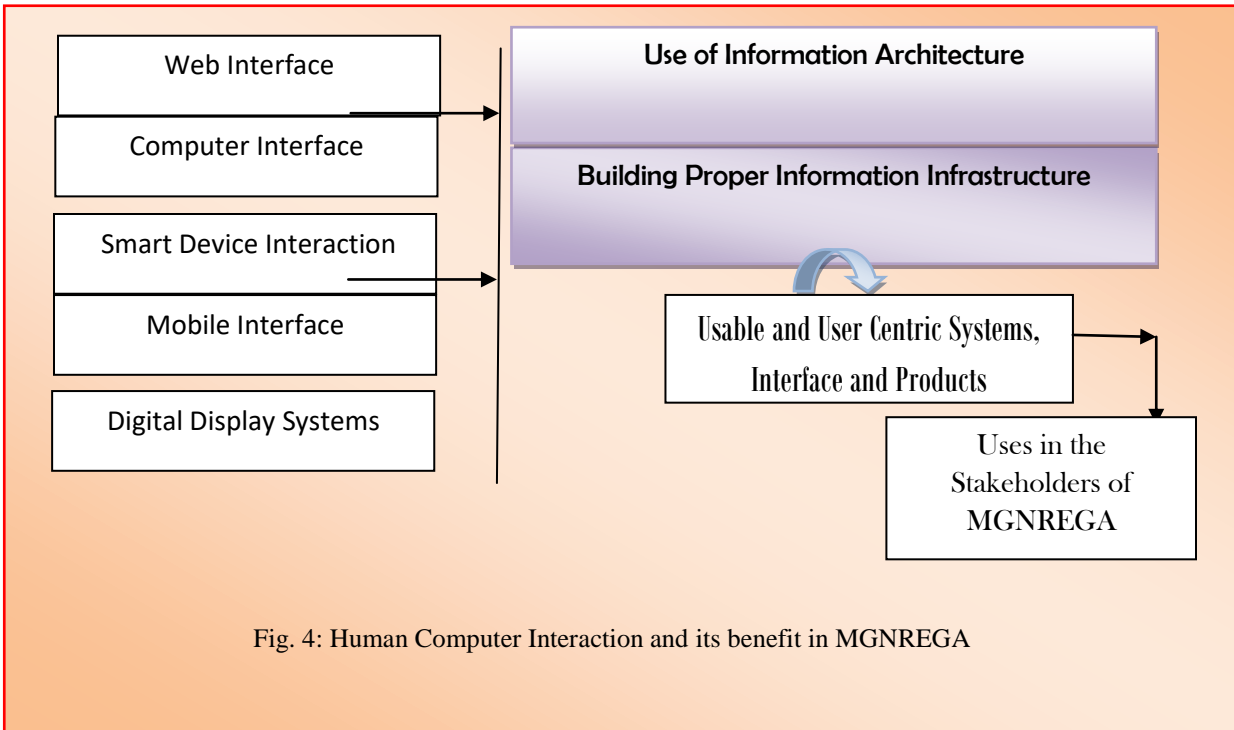 Web Interface
Computer Interface
Smart Device Interaction
Mobile Interface
Digital Display Systems
Use of Information Architecture
Building Proper Information Infrastructure
Usable and User Centric Systems,
Interface and Products
Uses in the
Stakeholders of
MGNREGA
Fig. 4: Human Computer Interaction and its benefit in MGNREGA